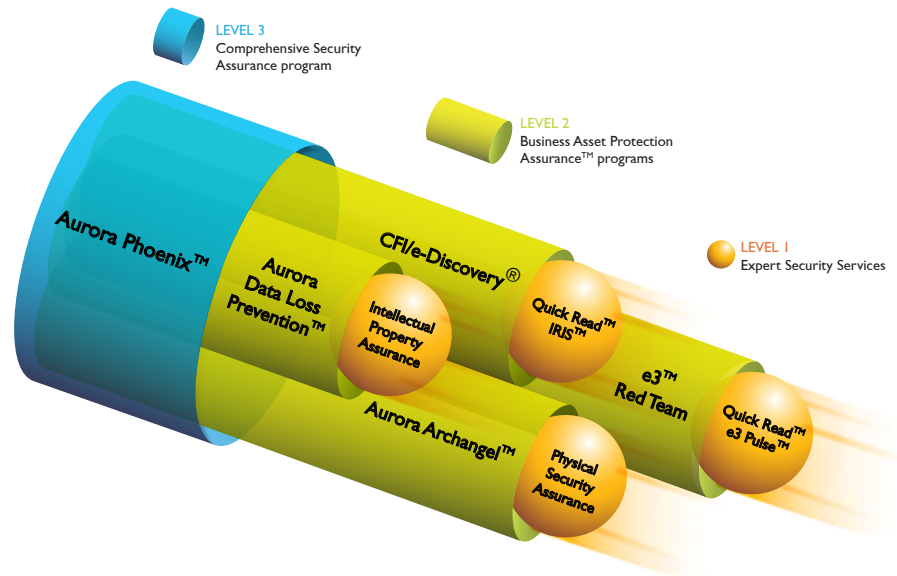 LEVEL 3
Comprehensive Security
Assurance program
LEVEL 2
Business Asset Protection
Assurance™ programs
LEVEL 1
Expert Security Services
Aurora Phoenix™
Aurora
Data Loss
Prevention™
CFI/e-Discovery®
Intellectual
Property
Assurance
Quick Read™
IRIS™
e3™
Red Team
Quick Read™
e3 Pulse™
Aurora Archangel™
Physical
Security
Assurance